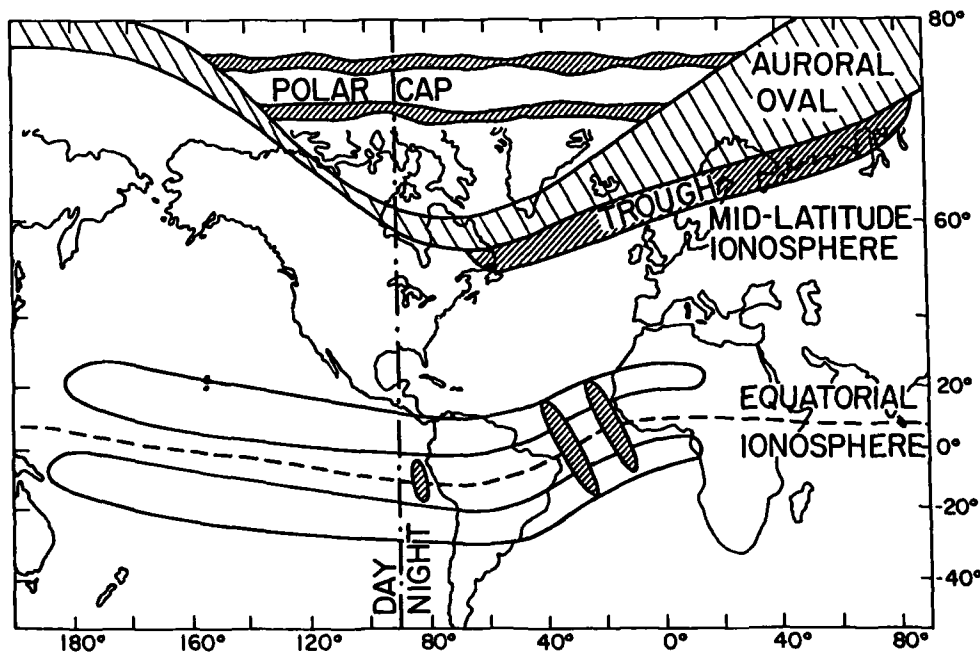 80°
AURORAL
OVAL
POLAR CAP
TROUGH
60°
MID-LATITUDE
IONOSPHERE
20°
EQUATORIAL
IONOSPHERE
0°
-20°
DAY
NIGHT
-40°
180° 160° 120° 80° 40° 0° 40° 80°